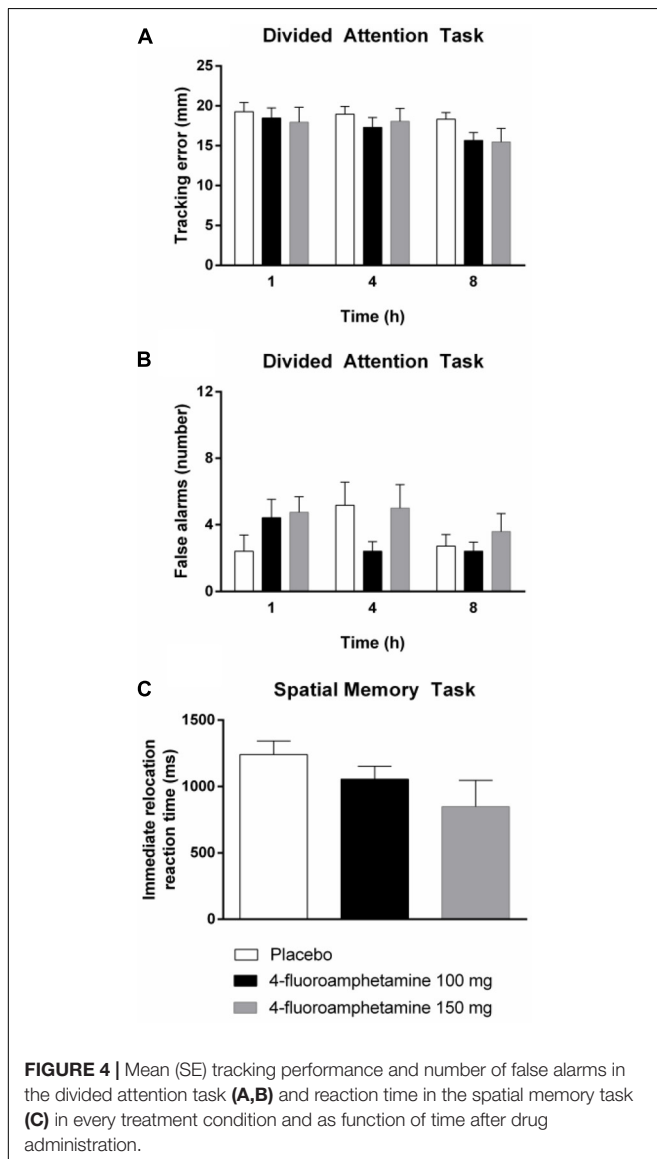 A
Divided Attention Task
Tracking error (mm)
25
20
15
10
5
0
1 4 8
Time (h)
B
Divided Attention Task
False alarms (number)
12
8
4
0
1 4 8
Time (h)
C
Spatial Memory Task
Immediate relocation
reaction time (ms)
1500
1000
500
0
Placebo
4-fluoroamphetamine 100 mg
4-fluoroamphetamine 150 mg
FIGURE 4 | Mean (SE) tracking performance and number of false alarms in
the divided attention task (A,B) and reaction time in the spatial memory task
(C) in every treatment condition and as function of time after drug
administration.